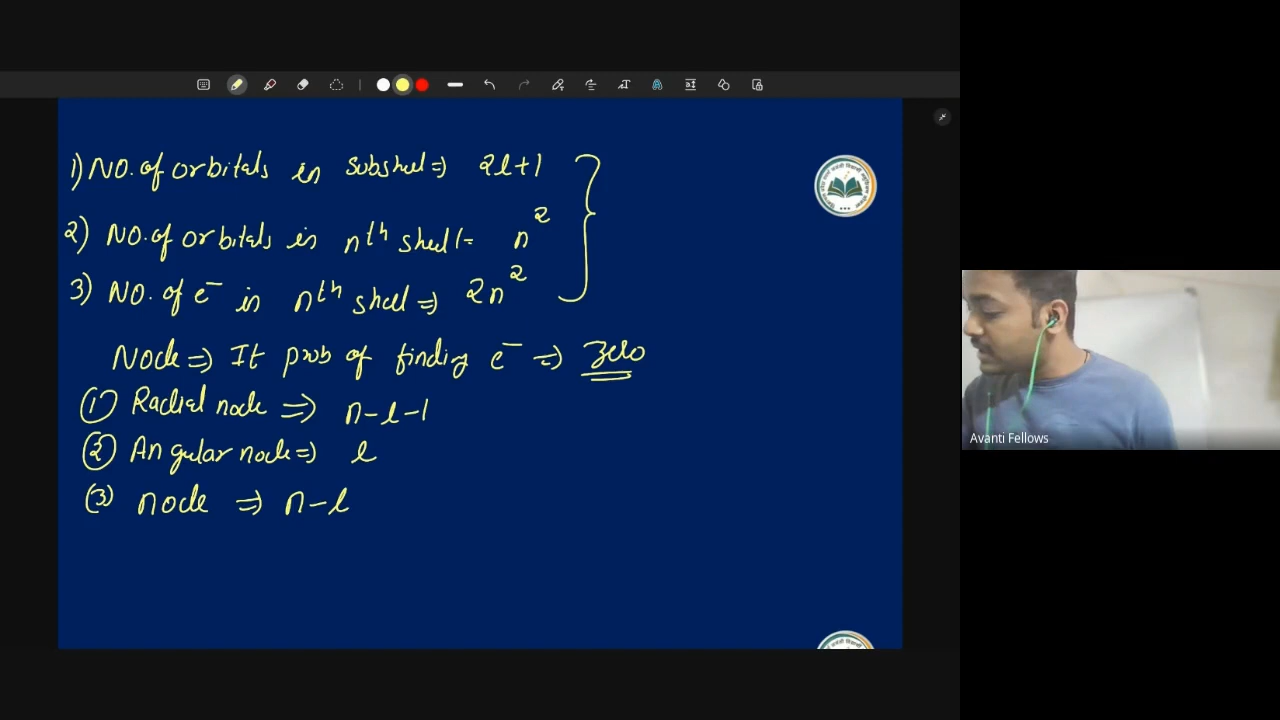 1) NO. of orbitals in subshell ⇒ 2l+1
2) NO. of orbitals in nth shell = n²
3) NO. of e⁻ in nth shell ⇒ 2n²
Node ⇒ It prob of finding e⁻ ⇒ zero
① Radial node ⇒ n-l-1
② Angular node ⇒ l
(3) node ⇒ n-l
Avanti Fellows